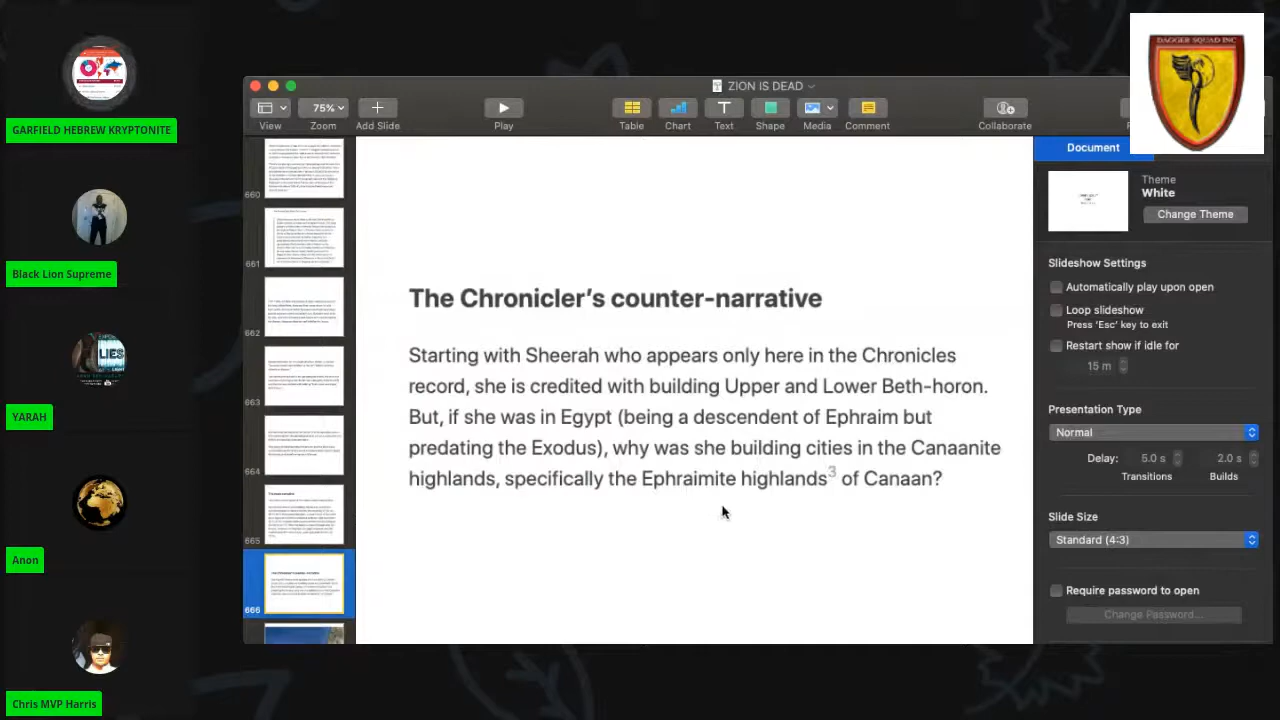 GARFIELD HEBREW KRYPTONITE
Black Lion Supreme
LIES
YARAH
Anon
Chris MVP Harris
DAGGER SQUAD INC
ZION IS DEAD
View
75%
Zoom
Add Slide
Play
Table
Chart
Text
Shape
Media
Comment
Collaborate
660
661
662
663
664
665
666
The Chronicler's counter-narrative
Starting with Sheerah who appears only here in the Chronicles
record, she is credited with building Upper and Lower Beth-horon.
But, if she was in Egypt (being a descendent of Ephraim but
predating the Exodus), why was she building cities in the Canaanite
highlands, specifically the Ephraimite highlands3 of Canaan?
Document
Theme
White
Change Theme
Slideshow Settings
Automatically play upon open
Loop slideshow
Press 'Esc' key to exit
Restart show if idle for
15 m
Presentation Type
Normal
Delay: 5.0 s 2.0 s
Transitions Builds
Slide Size
Standard (4:3)
Require password to open
Change Password...